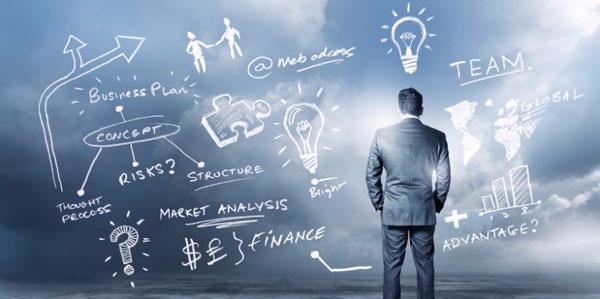 @ Web adress
TEAM.
Business Plan
GLOBAL
CONCEPT
RISKS?
STRUCTURE
Bright
THOUGHT
PROCESS
MARKET ANALYSIS
1 2 3
+
ADVANTAGE?
?
$ £ } FINANCE